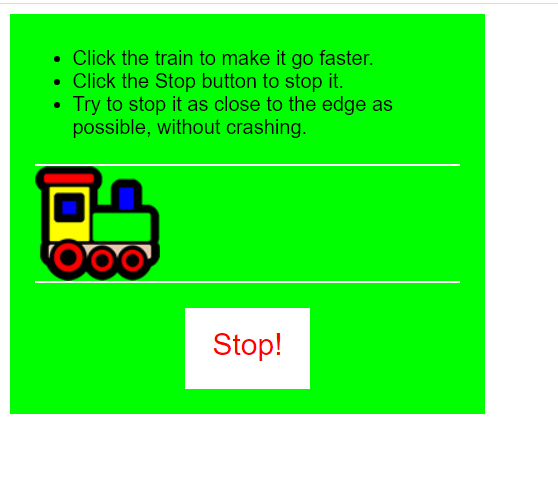 Click the train to make it go faster.
Click the Stop button to stop it.
Try to stop it as close to the edge as
possible, without crashing.
Stop!